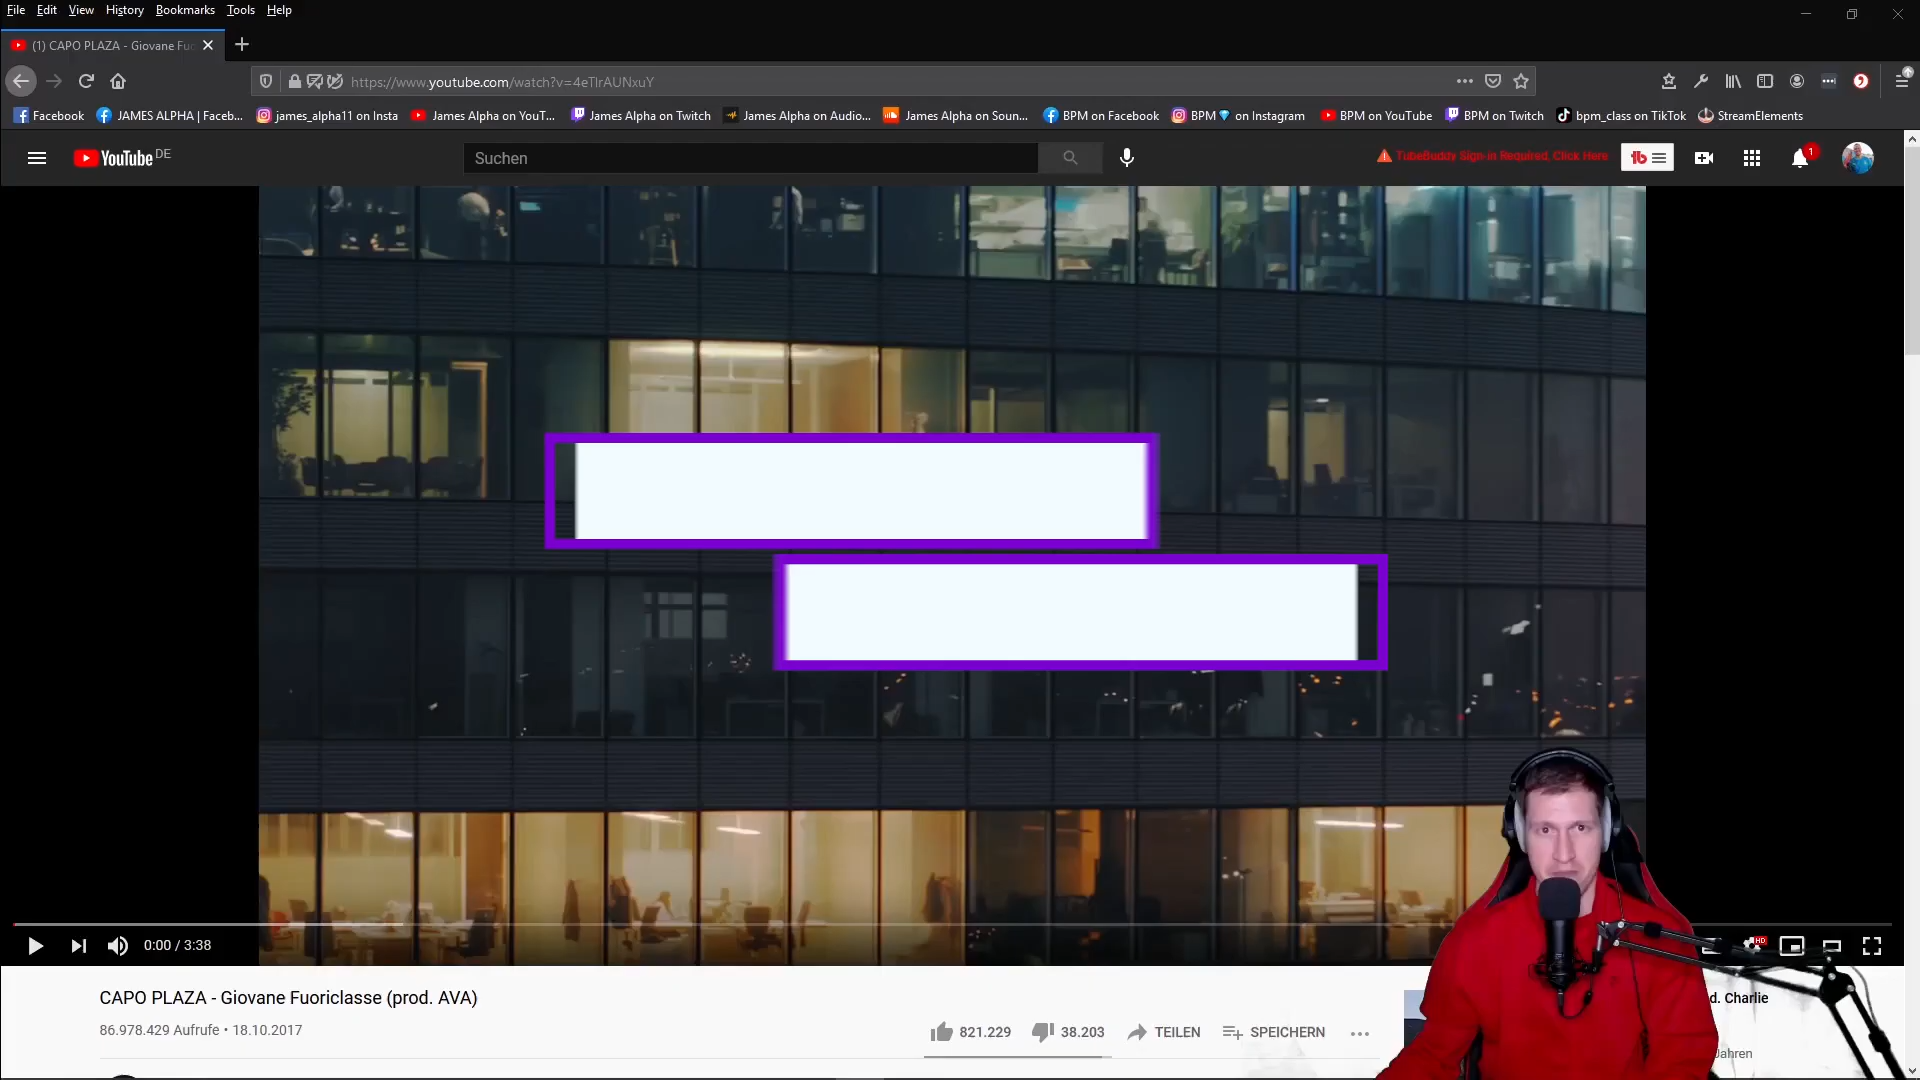 File Edit View History Bookmarks Tools Help
(1) CAPO PLAZA - Giovane Fuo
https://www.youtube.com/watch?v=4eTlrAUNxuY
Facebook JAMES ALPHA | Faceb... james_alpha11 on Insta James Alpha on YouT... James Alpha on Twitch James Alpha on Audio... James Alpha on Soun... BPM on Facebook BPM💎 on Instagram BPM on YouTube BPM on Twitch bpm_class on TikTok StreamElements
YouTube DE
Suchen
TubeBuddy Sign-in Required, Click Here
tb
1
0:00 / 3:38
HD
CAPO PLAZA - Giovane Fuoriclasse (prod. AVA)
86.978.429 Aufrufe • 18.10.2017
821.229 38.203 TEILEN SPEICHERN
d. Charlie
Jahren